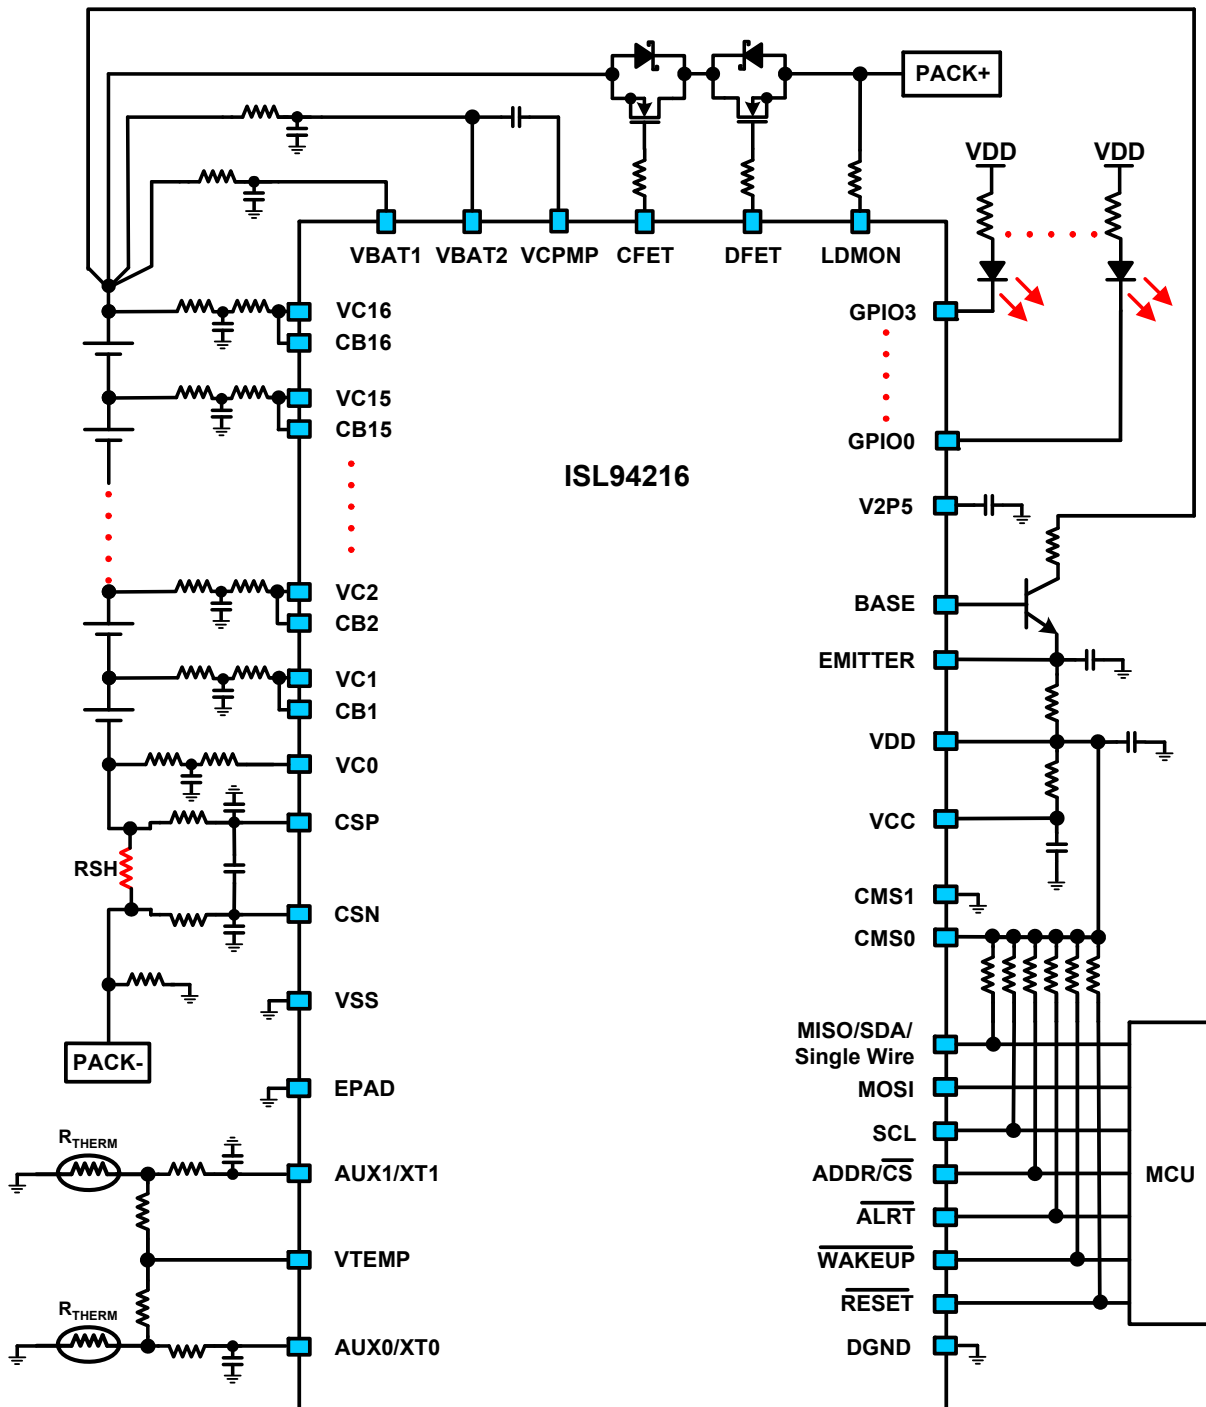 PACK+
VDD VDD
VBAT1 VBAT2 VCPMP CFET DFET LDMON
VC16
GPIO3
CB16
VC15
CB15
GPIO0
ISL94216
V2P5
VC2
BASE
CB2
EMITTER
VC1
CB1
VDD
VC0
CSP
VCC
RSH
CMS1
CSN
CMS0
VSS
MISO/SDA/
Single Wire
PACK-
EPAD
MOSI
SCL
RTHERM
AUX1/XT1
ADDR/CS
MCU
ALRT
VTEMP
WAKEUP
RESET
RTHERM
AUX0/XT0
DGND